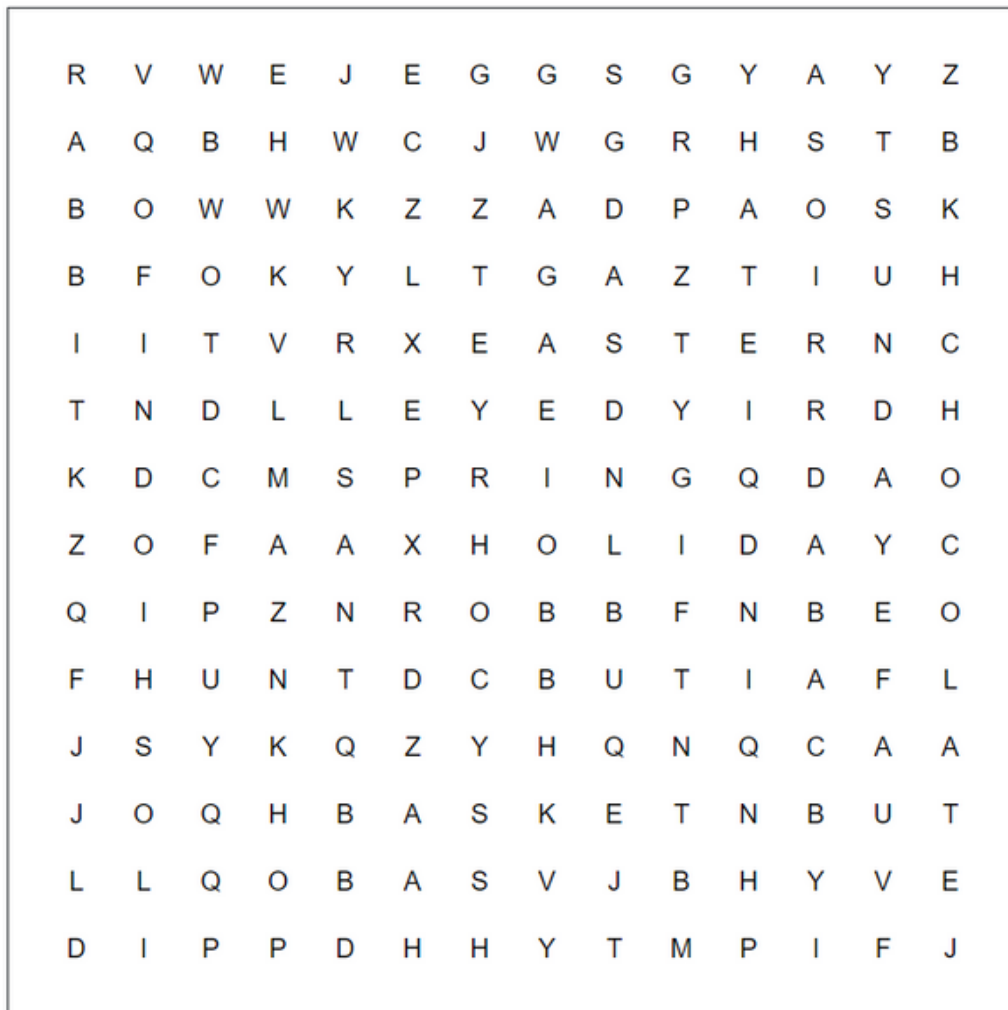 R V W E J E G G S G Y A Y Z
A Q B H W C J W G R H S T B
B O W W K Z Z A D P A O S K
B F O K Y L T G A Z T I U H
I I T V R X E A S T E R N C
T N D L L E Y E D Y I R D H
K D C M S P R I N G Q D A O
Z O F A A X H O L I D A Y C
Q I P Z N R O B B F N B E O
F H U N T D C B U T I A F L
J S Y K Q Z Y H Q N Q C A A
J O Q H B A S K E T N B U T
L L Q O B A S V J B H Y V E
D I P P D H H Y T M P I F J